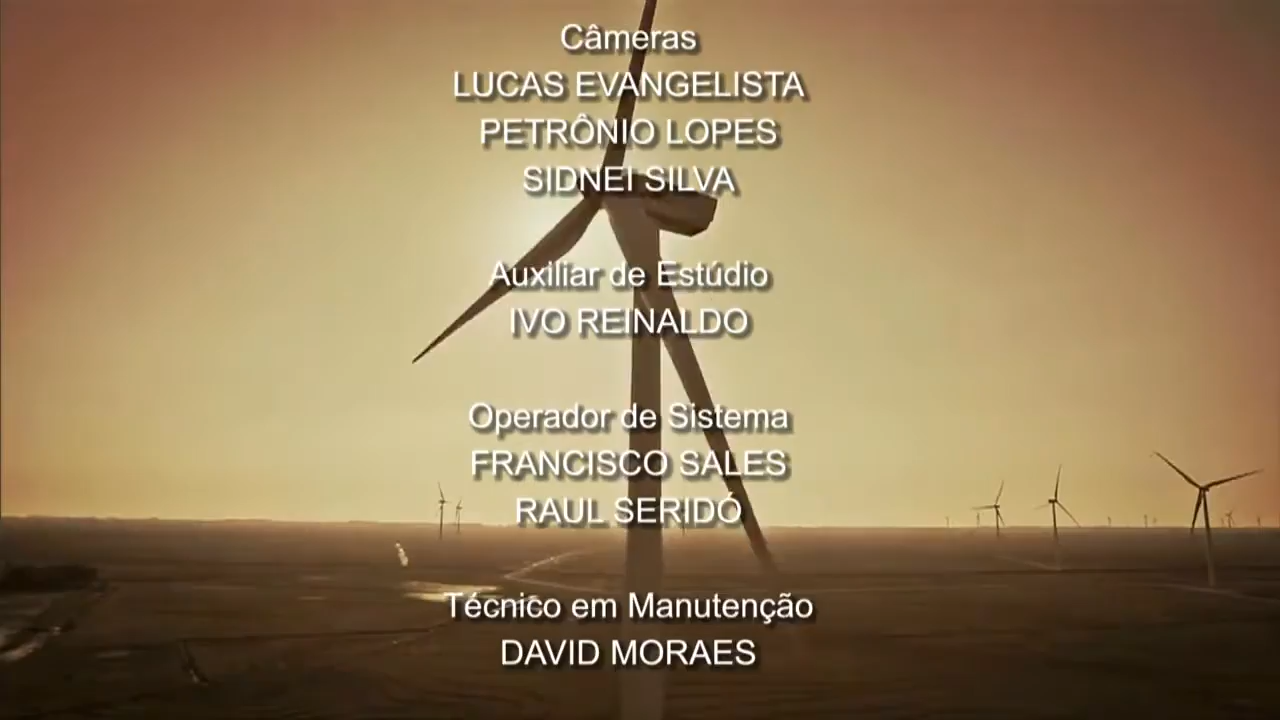 Câmeras
LUCAS EVANGELISTA
PETRÔNIO LOPES
SIDNEI SILVA
Auxiliar de Estúdio
IVO REINALDO
Operador de Sistema
FRANCISCO SALES
RAUL SERIDÓ
Técnico em Manutenção
DAVID MORAES